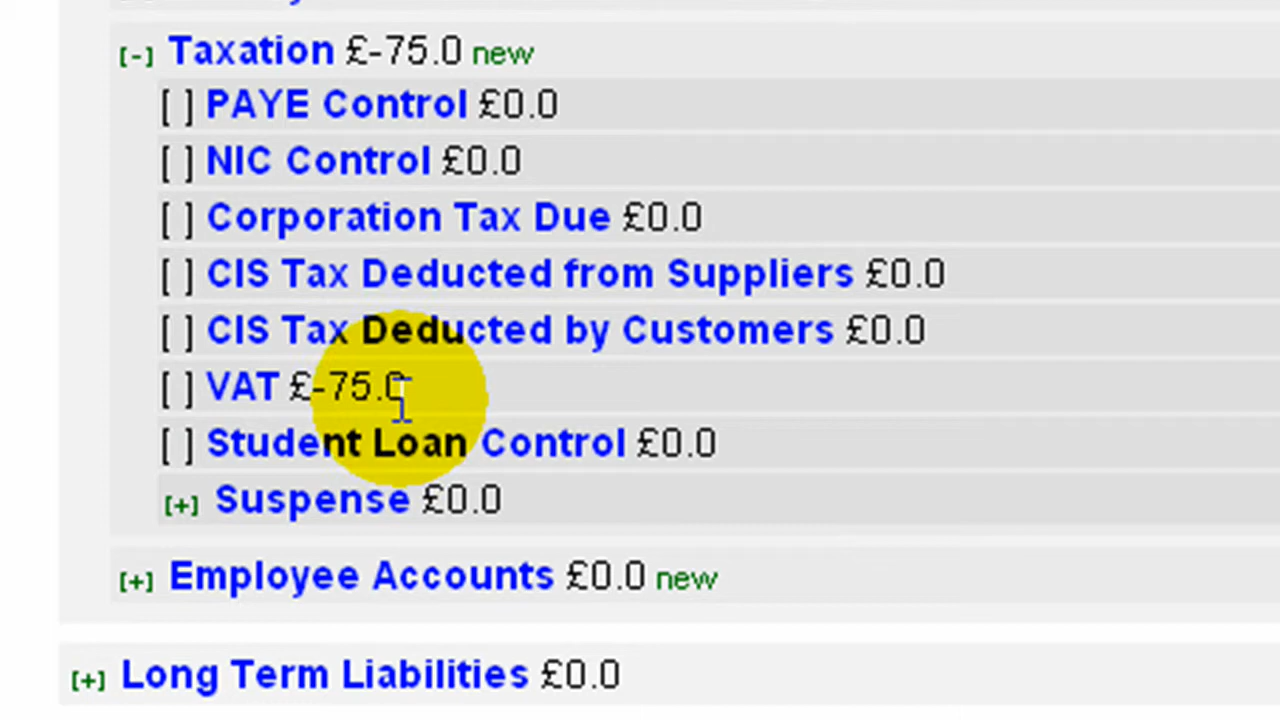 [-] Taxation £-75.0 new
[ ] PAYE Control £0.0
[ ] NIC Control £0.0
[ ] Corporation Tax Due £0.0
[ ] CIS Tax Deducted from Suppliers £0.0
[ ] CIS Tax Deducted by Customers £0.0
[ ] VAT £-75.0
[ ] Student Loan Control £0.0
[+] Suspense £0.0
[+] Employee Accounts £0.0 new
[+] Long Term Liabilities £0.0